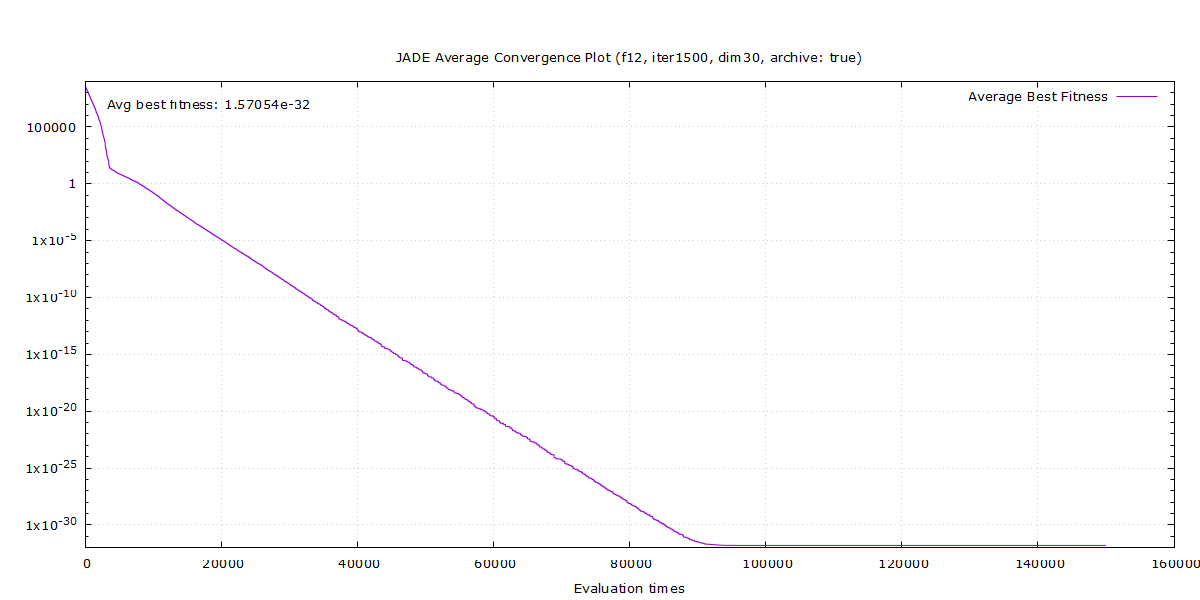 JADE Average Convergence Plot (f12, iter1500, dim30, archive: true)
Avg best fitness: 1.57054e-32
Average Best Fitness
100000
1
1x10^-5
1x10^-10
1x10^-15
1x10^-20
1x10^-25
1x10^-30
0 20000 40000 60000 80000 100000 120000 140000 160000
Evaluation times